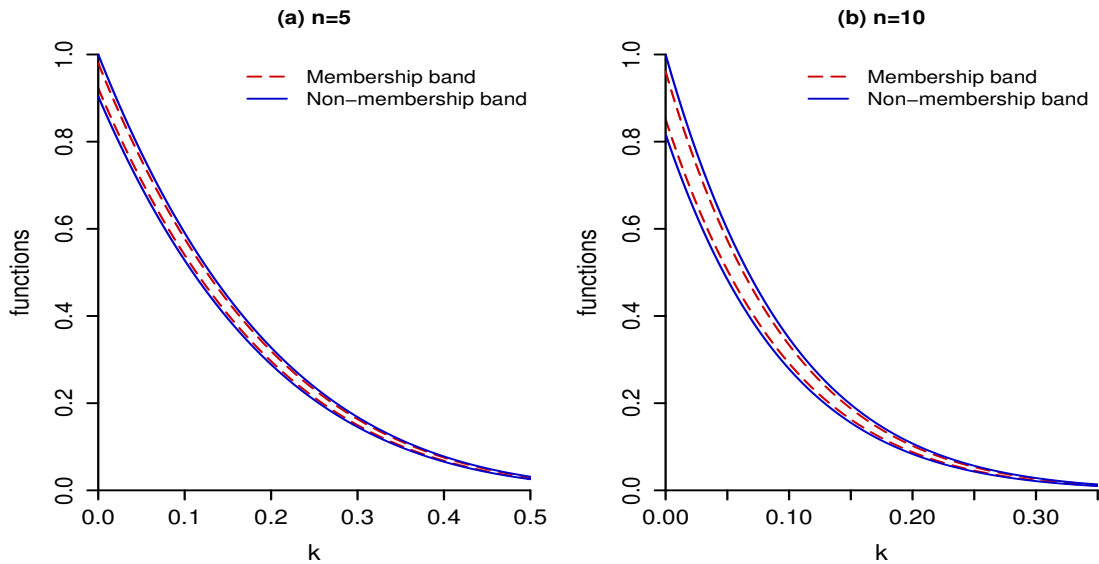 (a) n=5
Membership band
Non−membership band
functions
0.0 0.2 0.4 0.6 0.8 1.0
0.0 0.1 0.2 0.3 0.4 0.5
k
(b) n=10
Membership band
Non−membership band
functions
0.0 0.2 0.4 0.6 0.8 1.0
0.00 0.10 0.20 0.30
k